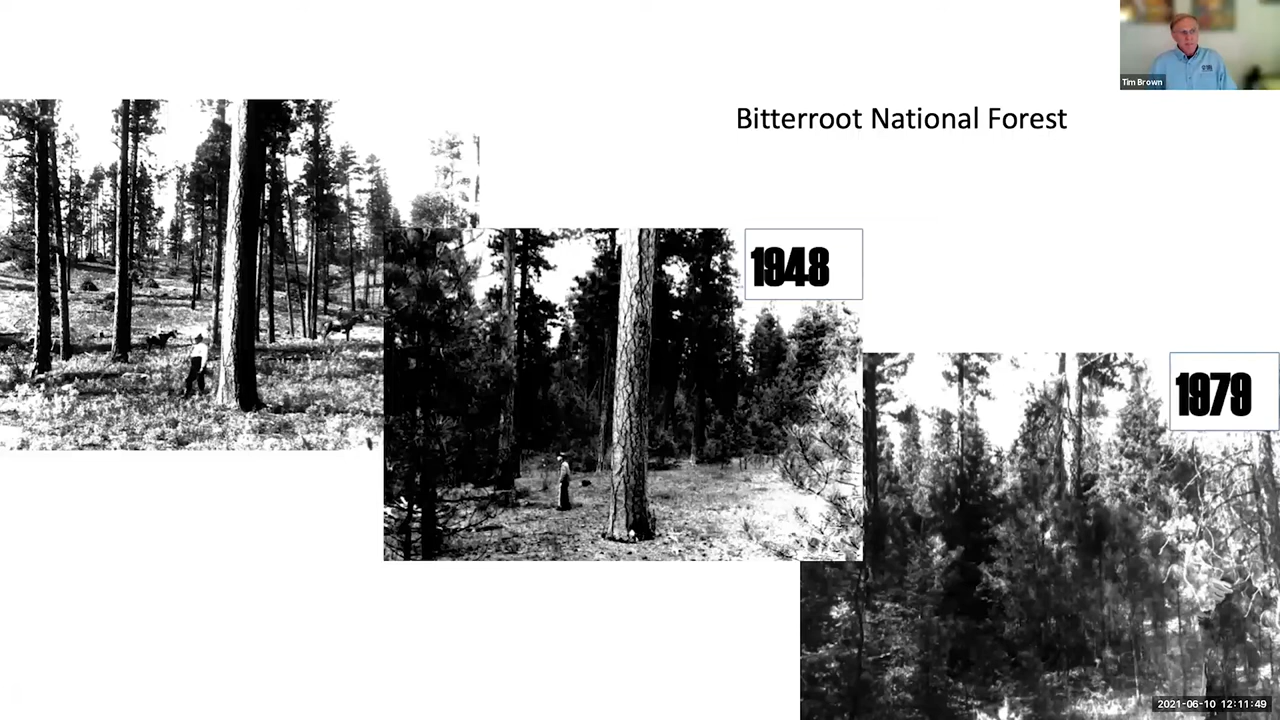 Tim Brown
Bitterroot National Forest
1948
1979
2021-06-10 12:11:49